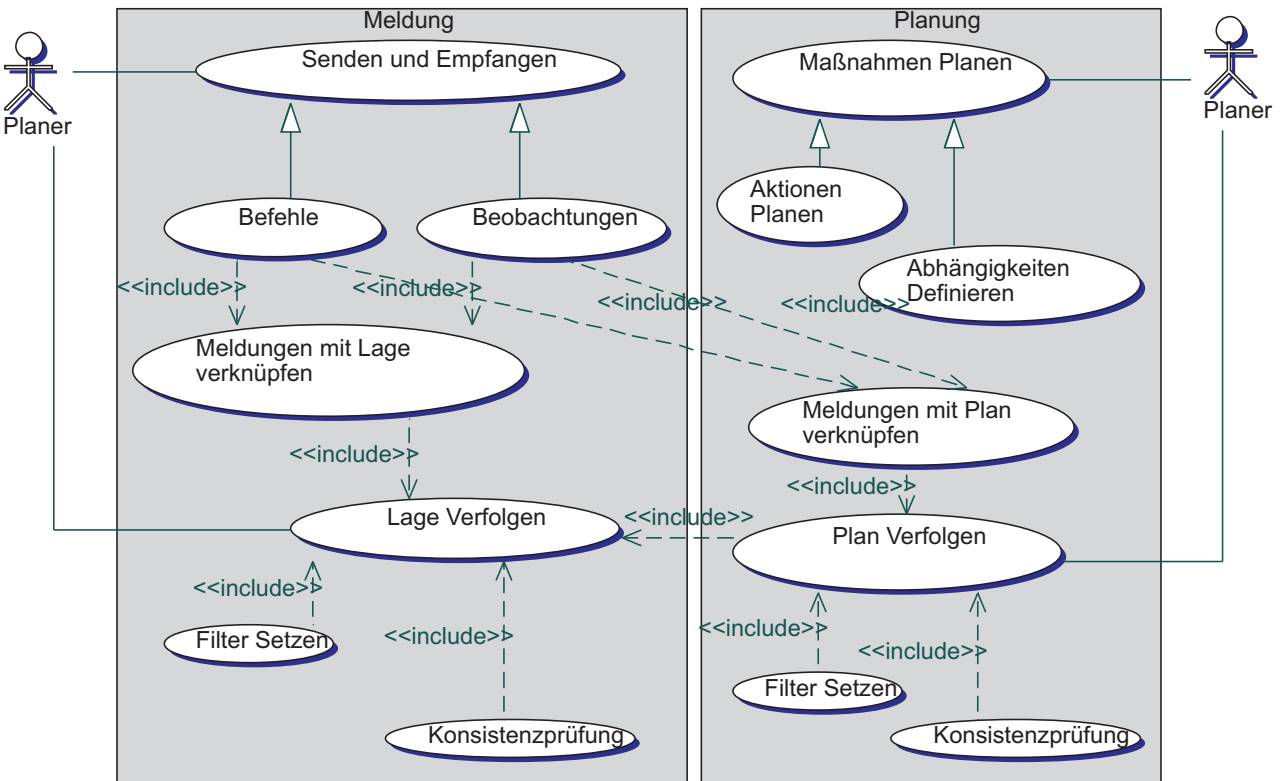 Meldung
Planung
Senden und Empfangen
Maßnahmen Planen
Planer
Planer
Aktionen
Planen
Befehle
Beobachtungen
Abhängigkeiten
Definieren
<<include>>
<<include>>
<<include>>
<<include>>
Meldungen mit Lage
verknüpfen
Meldungen mit Plan
verknüpfen
<<include>>
<<include>>
Lage Verfolgen
<<include>>
Plan Verfolgen
<<include>>
<<include>>
<<include>>
<<include>>
Filter Setzen
Filter Setzen
Konsistenzprüfung
Konsistenzprüfung